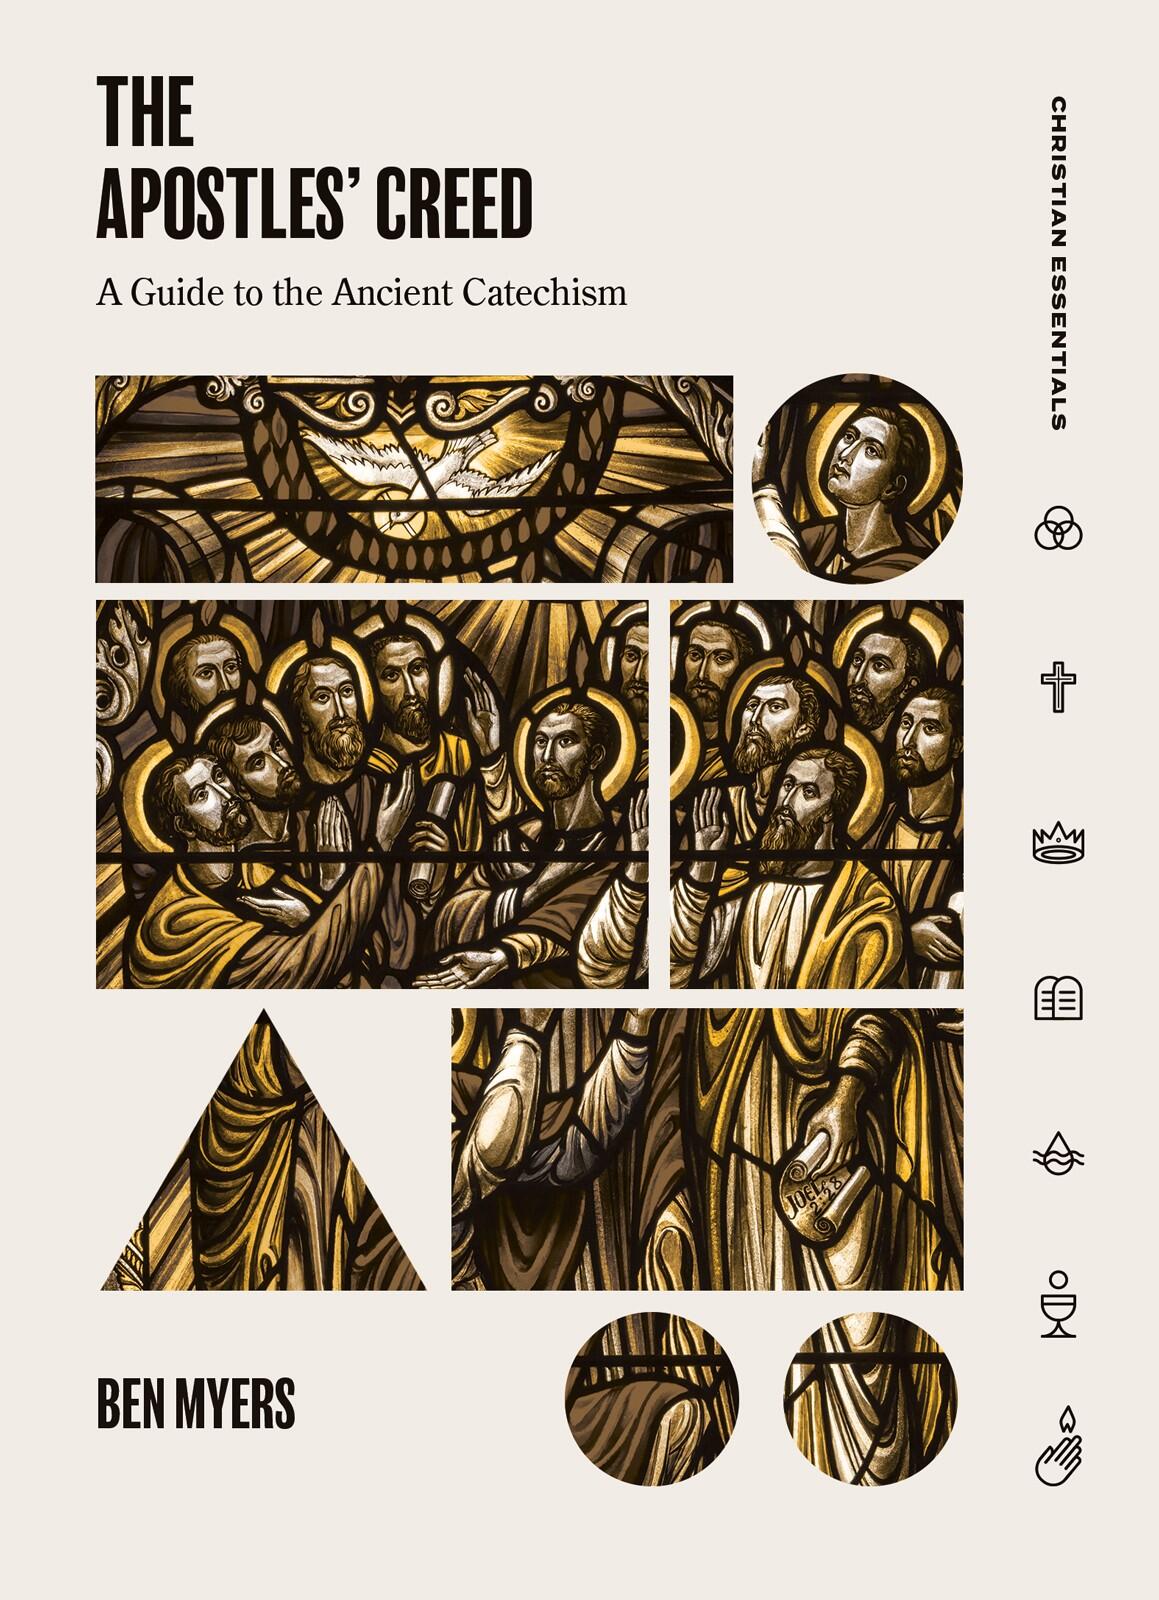 THE
APOSTLES’ CREED
A Guide to the Ancient Catechism
CHRISTIAN ESSENTIALS
JOEL
2:28
BEN MYERS